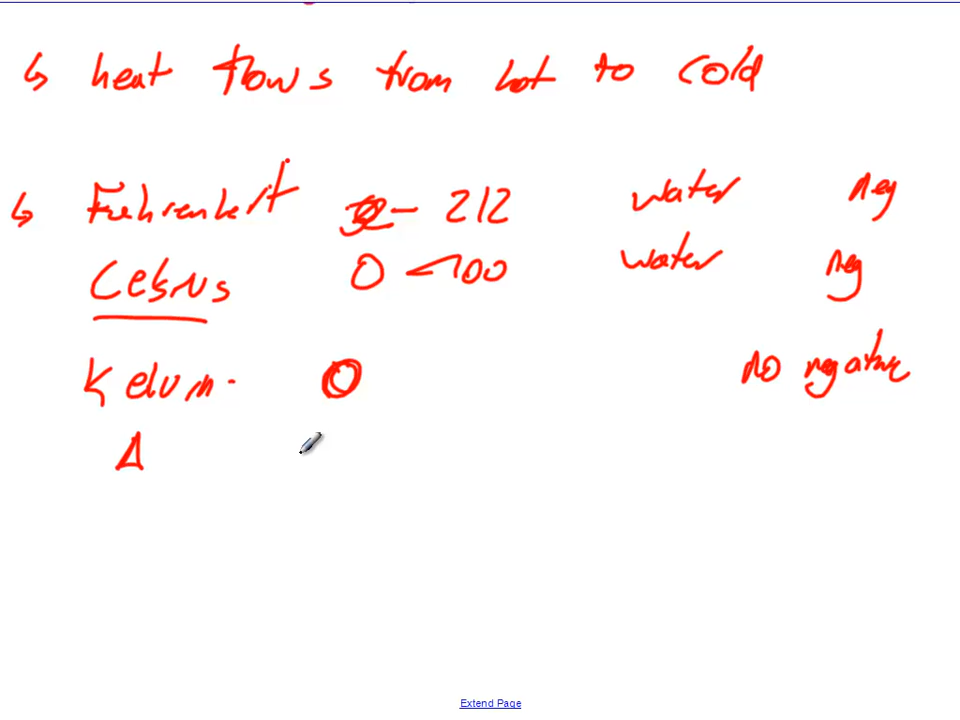 ↳ heat flows from hot to cold
↳ Fahrenheit 32 - 212 water neg
Celsius 0 - 100 water neg
Kelvin. 0 no negative
Δ
Extend Page